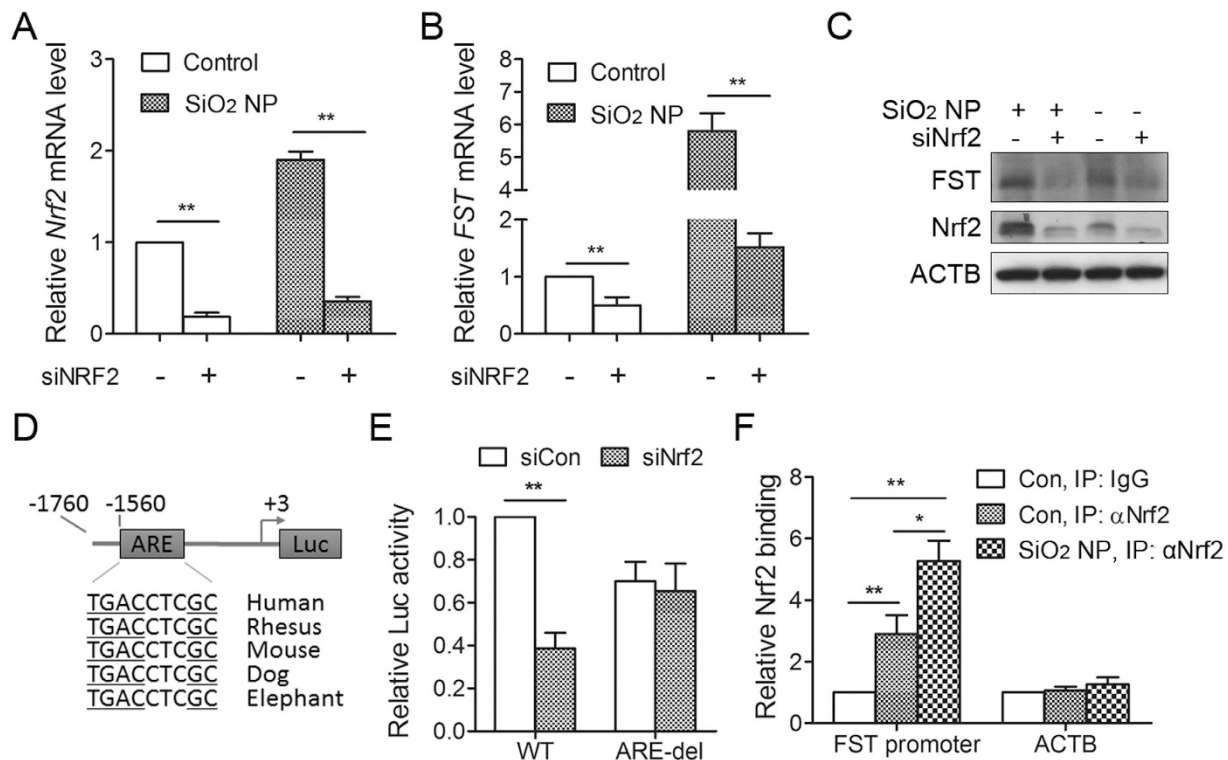 A
Relative Nrf2 mRNA level
3
2
1
0
Control
SiO2 NP
**
**
siNRF2 - + - +
B
Relative FST mRNA level
8
7
6
5
4
2
1
0
Control
SiO2 NP
**
**
siNRF2 - + - +
C
SiO2 NP + + - -
siNrf2 - + - +
FST
Nrf2
ACTB
D
-1760 -1560 +3
ARE Luc
TGACCTCGC Human
TGACCTCGC Rhesus
TGACCTCGC Mouse
TGACCTCGC Dog
TGACCTCGC Elephant
E
siCon siNrf2
Relative Luc activity
1.0
0.8
0.6
0.4
0.2
0.0
**
WT ARE-del
F
Relative Nrf2 binding
8
6
4
2
0
Con, IP: IgG
Con, IP: αNrf2
SiO2 NP, IP: αNrf2
**
*
**
FST promoter ACTB